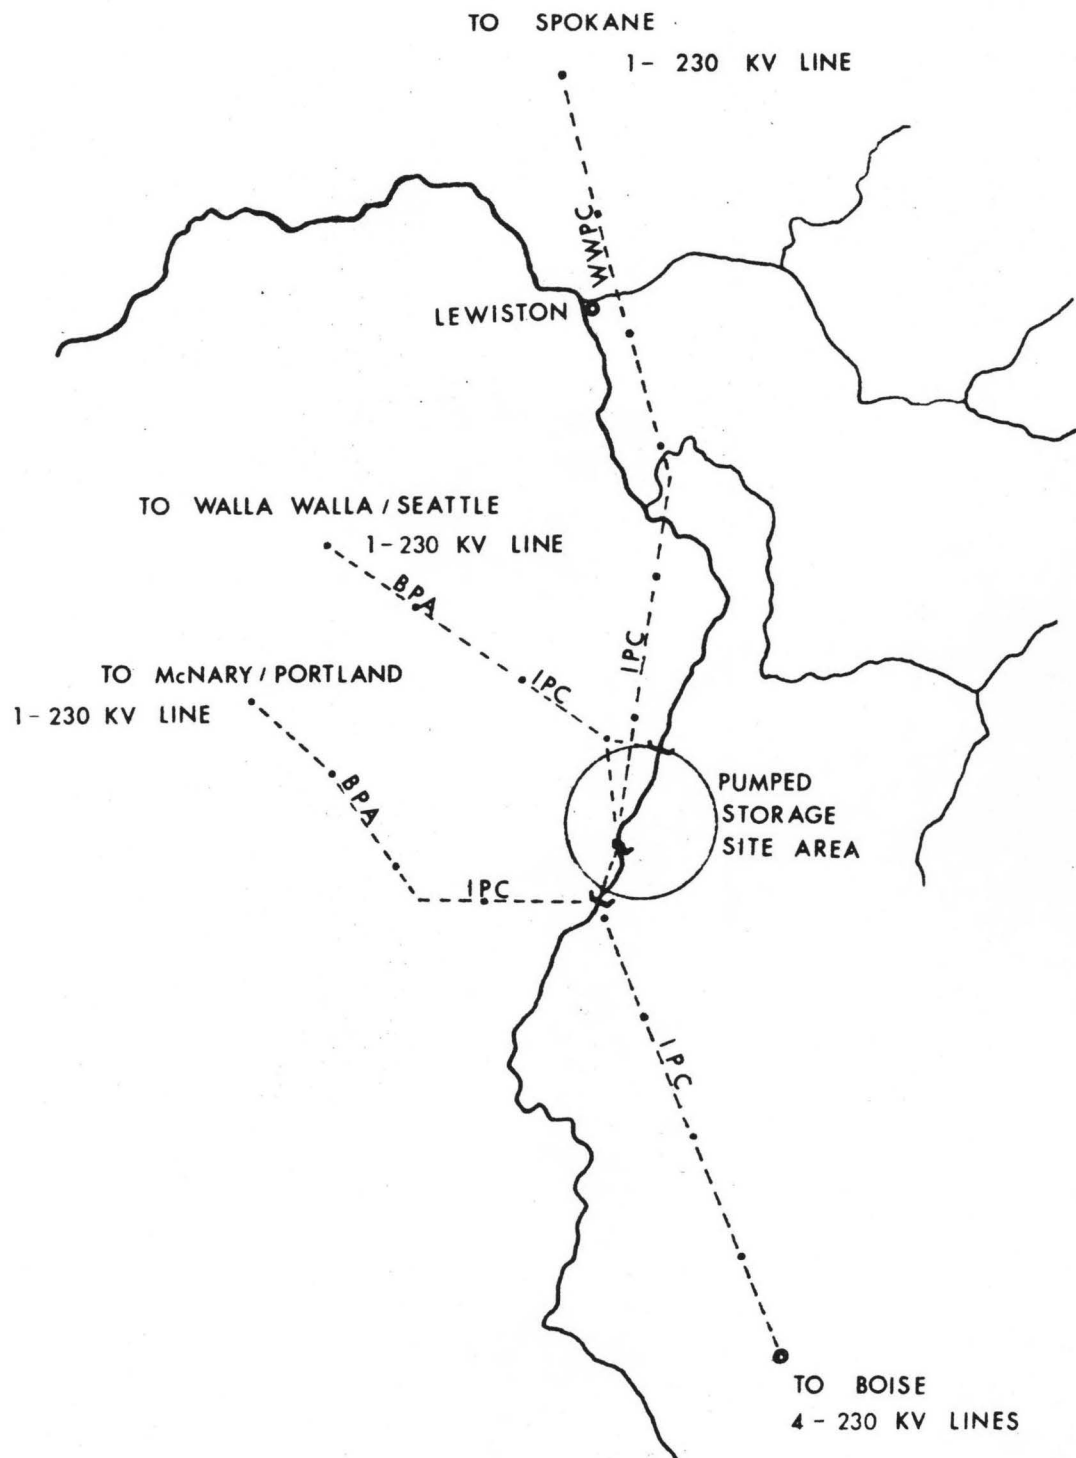 TO SPOKANE
1- 230 KV LINE
WWPC
LEWISTON
TO WALLA WALLA / SEATTLE
1-230 KV LINE
BPA
IPC
IPC
TO McNARY / PORTLAND
1-230 KV LINE
BPA
IPC
PUMPED
STORAGE
SITE AREA
IPC
TO BOISE
4 - 230 KV LINES